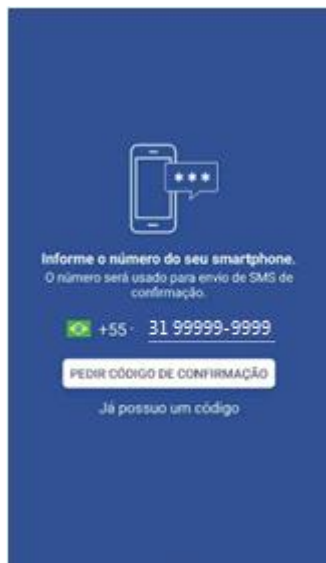 ***
Informe o número do seu smartphone.
O número será usado para envio de SMS de
confirmação.
+55 31 99999-9999
PEDIR CÓDIGO DE CONFIRMAÇÃO
Já possuo um código